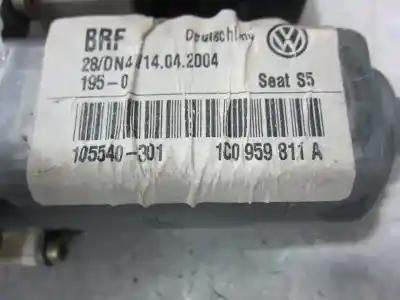 BRF Deutschland
28/DN4/14.04.2004
195-0 Seat S5
105540-301 1C0 959 811 A